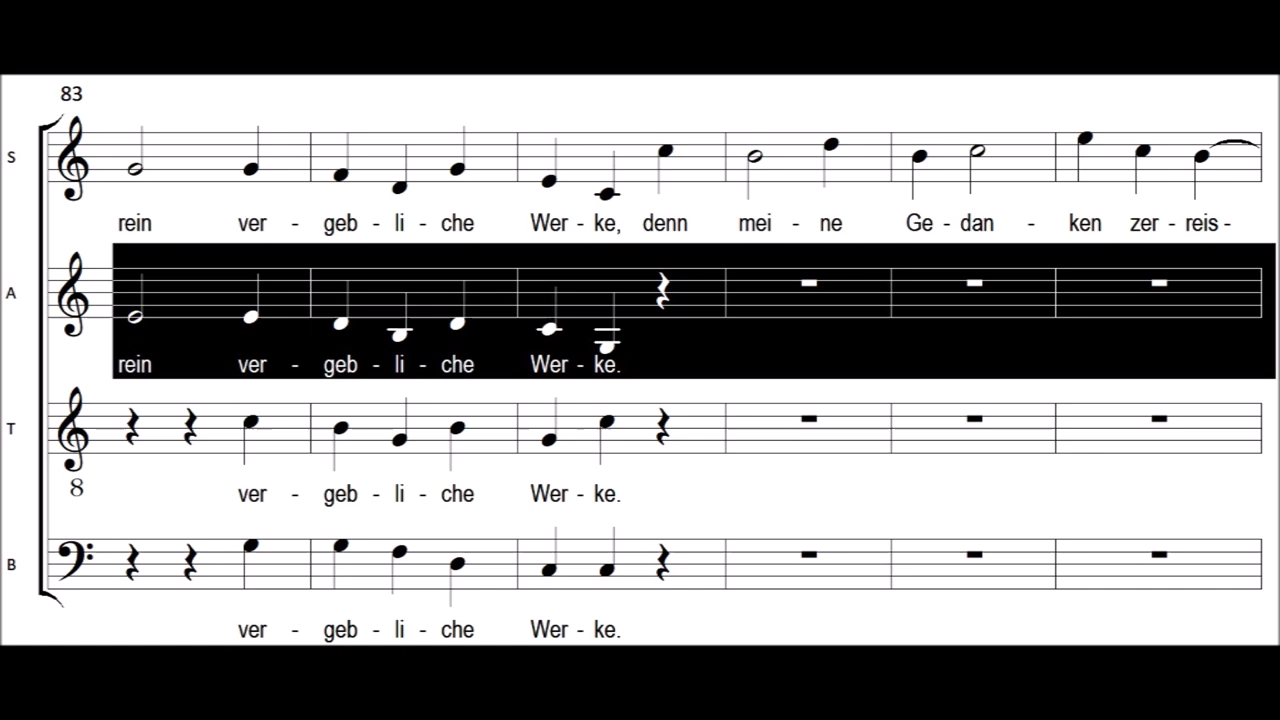 83
S
rein ver - geb - li - che Wer - ke, denn mei - ne Ge - dan - ken zer - reis -
A
rein ver - geb - li - che Wer - ke.
T
8
ver - geb - li - che Wer - ke.
B
ver - geb - li - che Wer - ke.